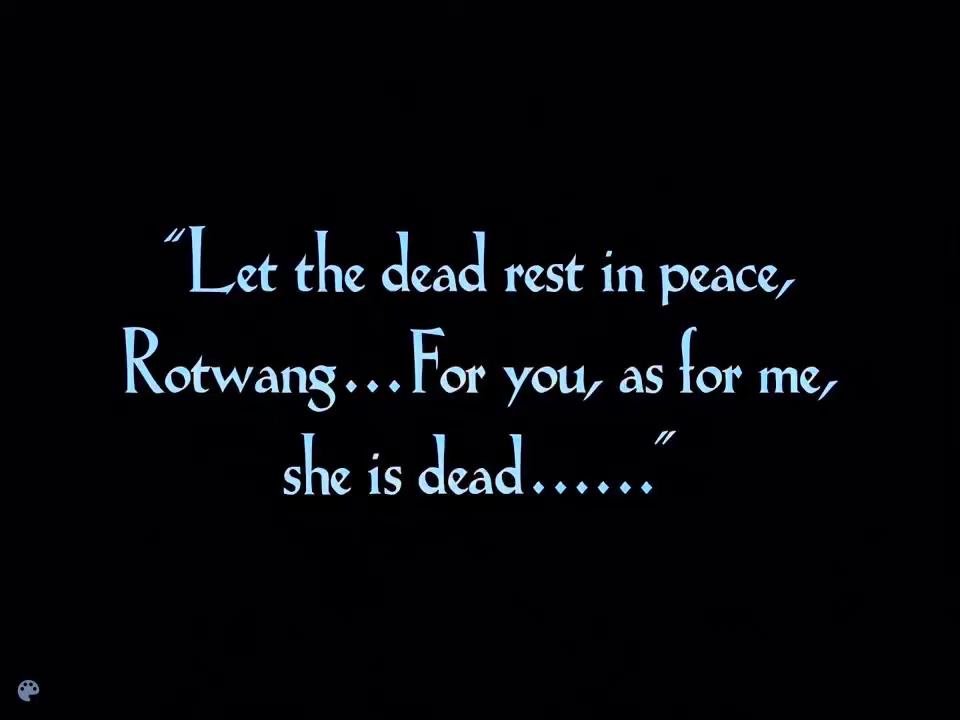 "Let the dead rest in peace,
Rotwang...For you, as for me,
she is dead......"